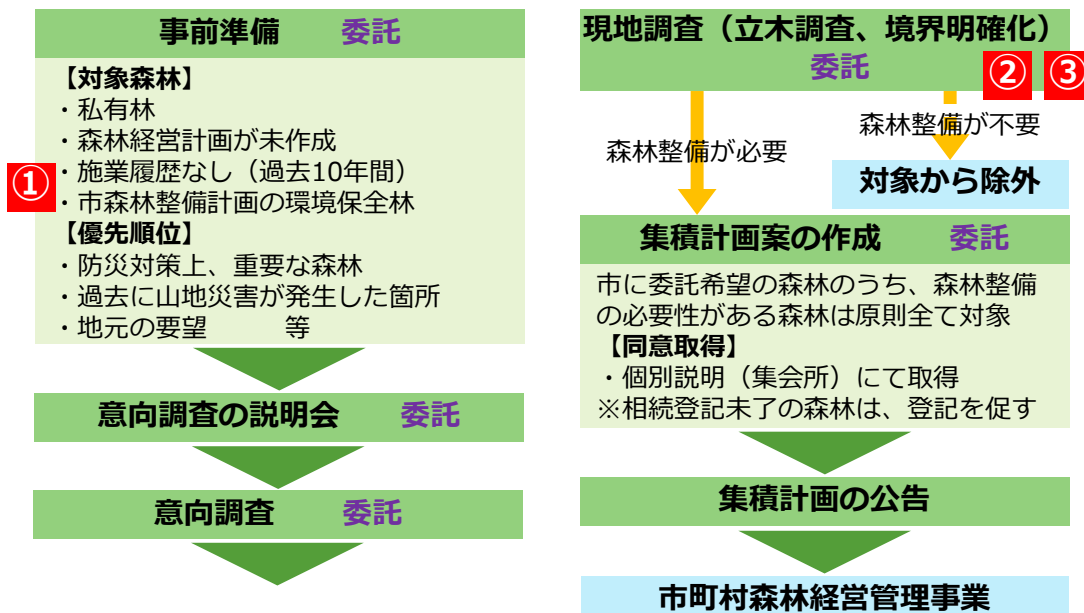 事前準備 委託
【対象森林】
・私有林
・森林経営計画が未作成
①
・施業履歴なし（過去10年間）
・市森林整備計画の環境保全林
【優先順位】
・防災対策上、重要な森林
・過去に山地災害が発生した箇所
・地元の要望 等
意向調査の説明会 委託
意向調査 委託
現地調査（立木調査、境界明確化）
委託 ② ③
森林整備が必要
森林整備が不要
対象から除外
集積計画案の作成 委託
市に委託希望の森林のうち、森林整備
の必要性がある森林は原則全て対象
【同意取得】
・個別説明（集会所）にて取得
※相続登記未了の森林は、登記を促す
集積計画の公告
市町村森林経営管理事業